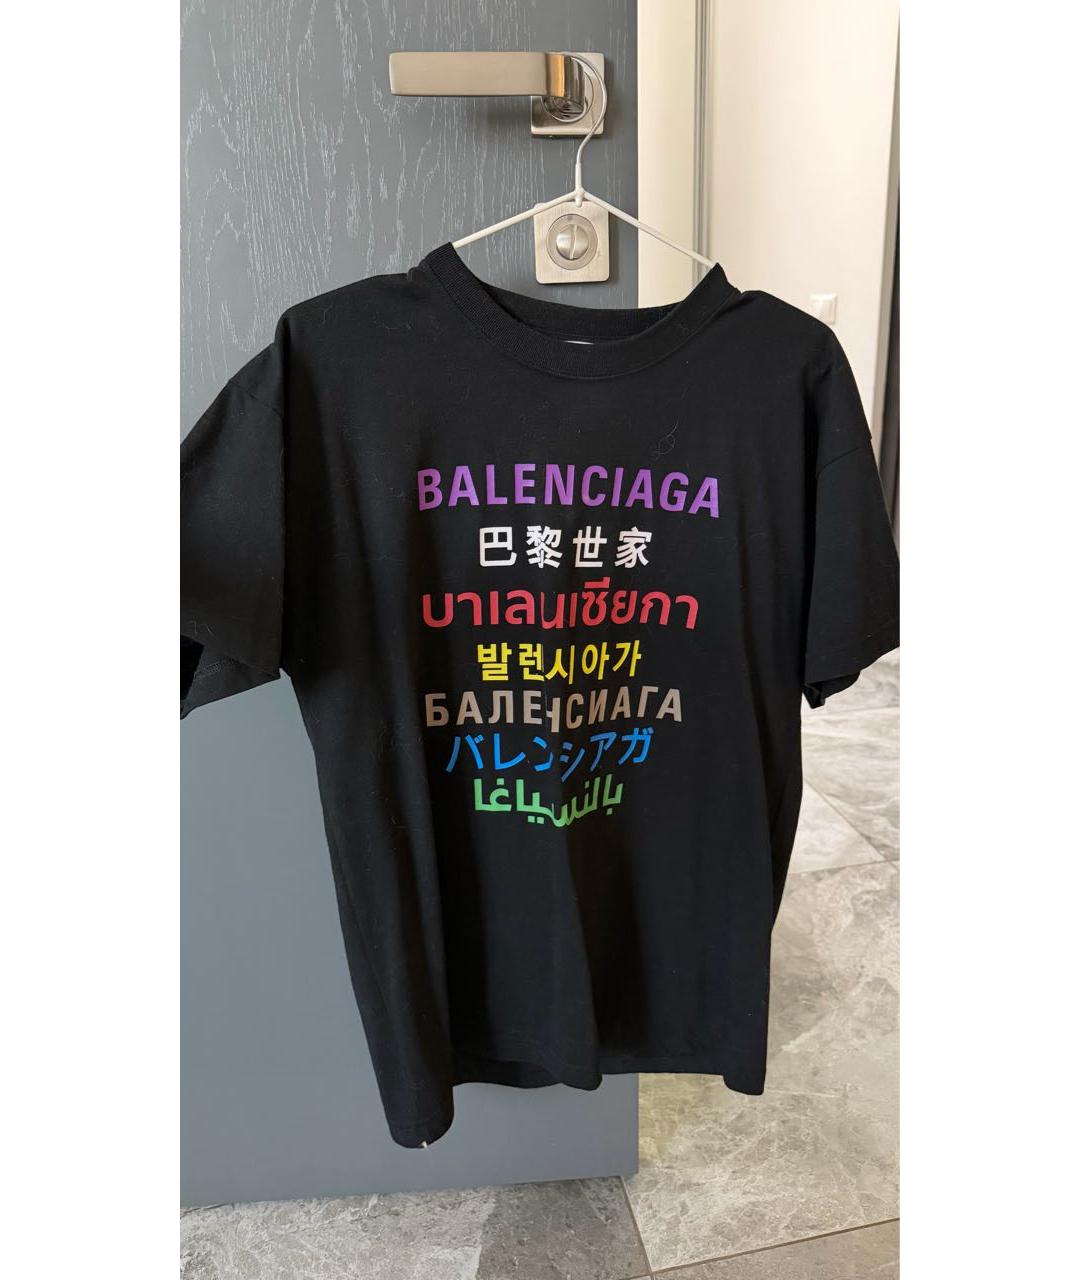 BALENCIAGA
巴黎世家
บาเลนเซียกา
발렌시아가
БАЛЕНСИАГА
バレンシアガ
بالنسياغا